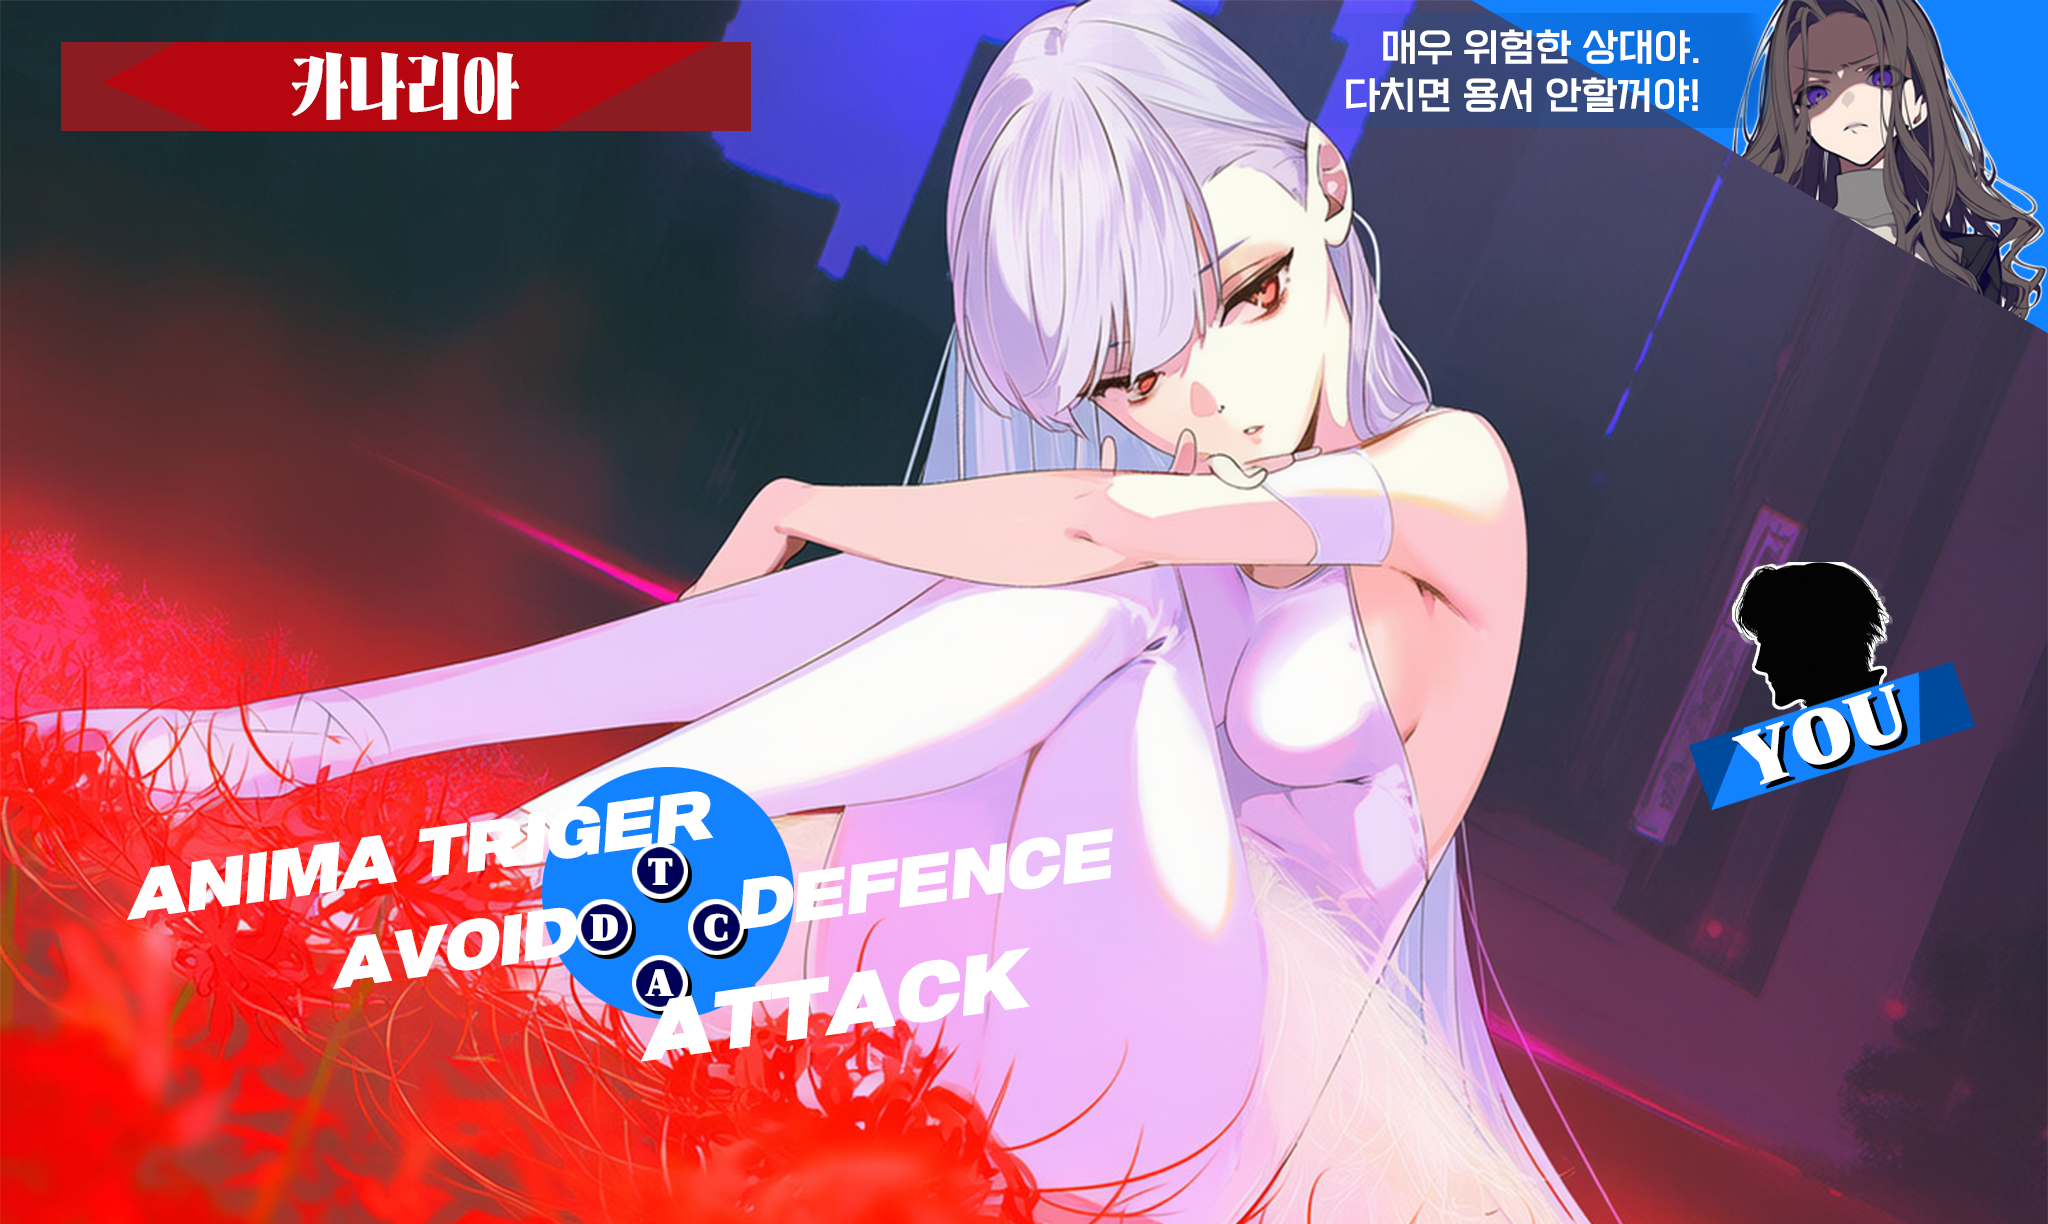 카나리아
매우 위험한 상대야.
다치면 용서 안할꺼야!
YOU
ANIMA TRIGER
T
AVOID
D
C
DEFENCE
A
ATTACK